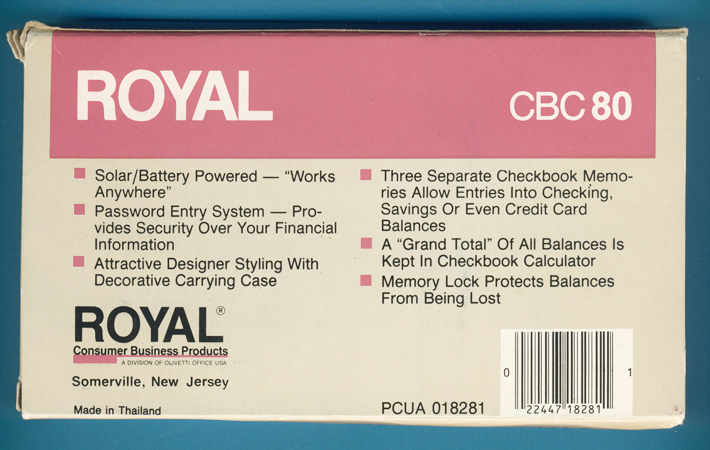 ROYAL
CBC 80
Solar/Battery Powered — “Works
Anywhere”
Password Entry System — Pro-
vides Security Over Your Financial
Information
Attractive Designer Styling With
Decorative Carrying Case
Three Separate Checkbook Memo-
ries Allow Entries Into Checking,
Savings Or Even Credit Card
Balances
A “Grand Total” Of All Balances Is
Kept In Checkbook Calculator
Memory Lock Protects Balances
From Being Lost
ROYAL®
Consumer Business Products
A DIVISION OF OLIVETTI OFFICE USA
Somerville, New Jersey
Made in Thailand
PCUA 018281
0 22447 18281 1